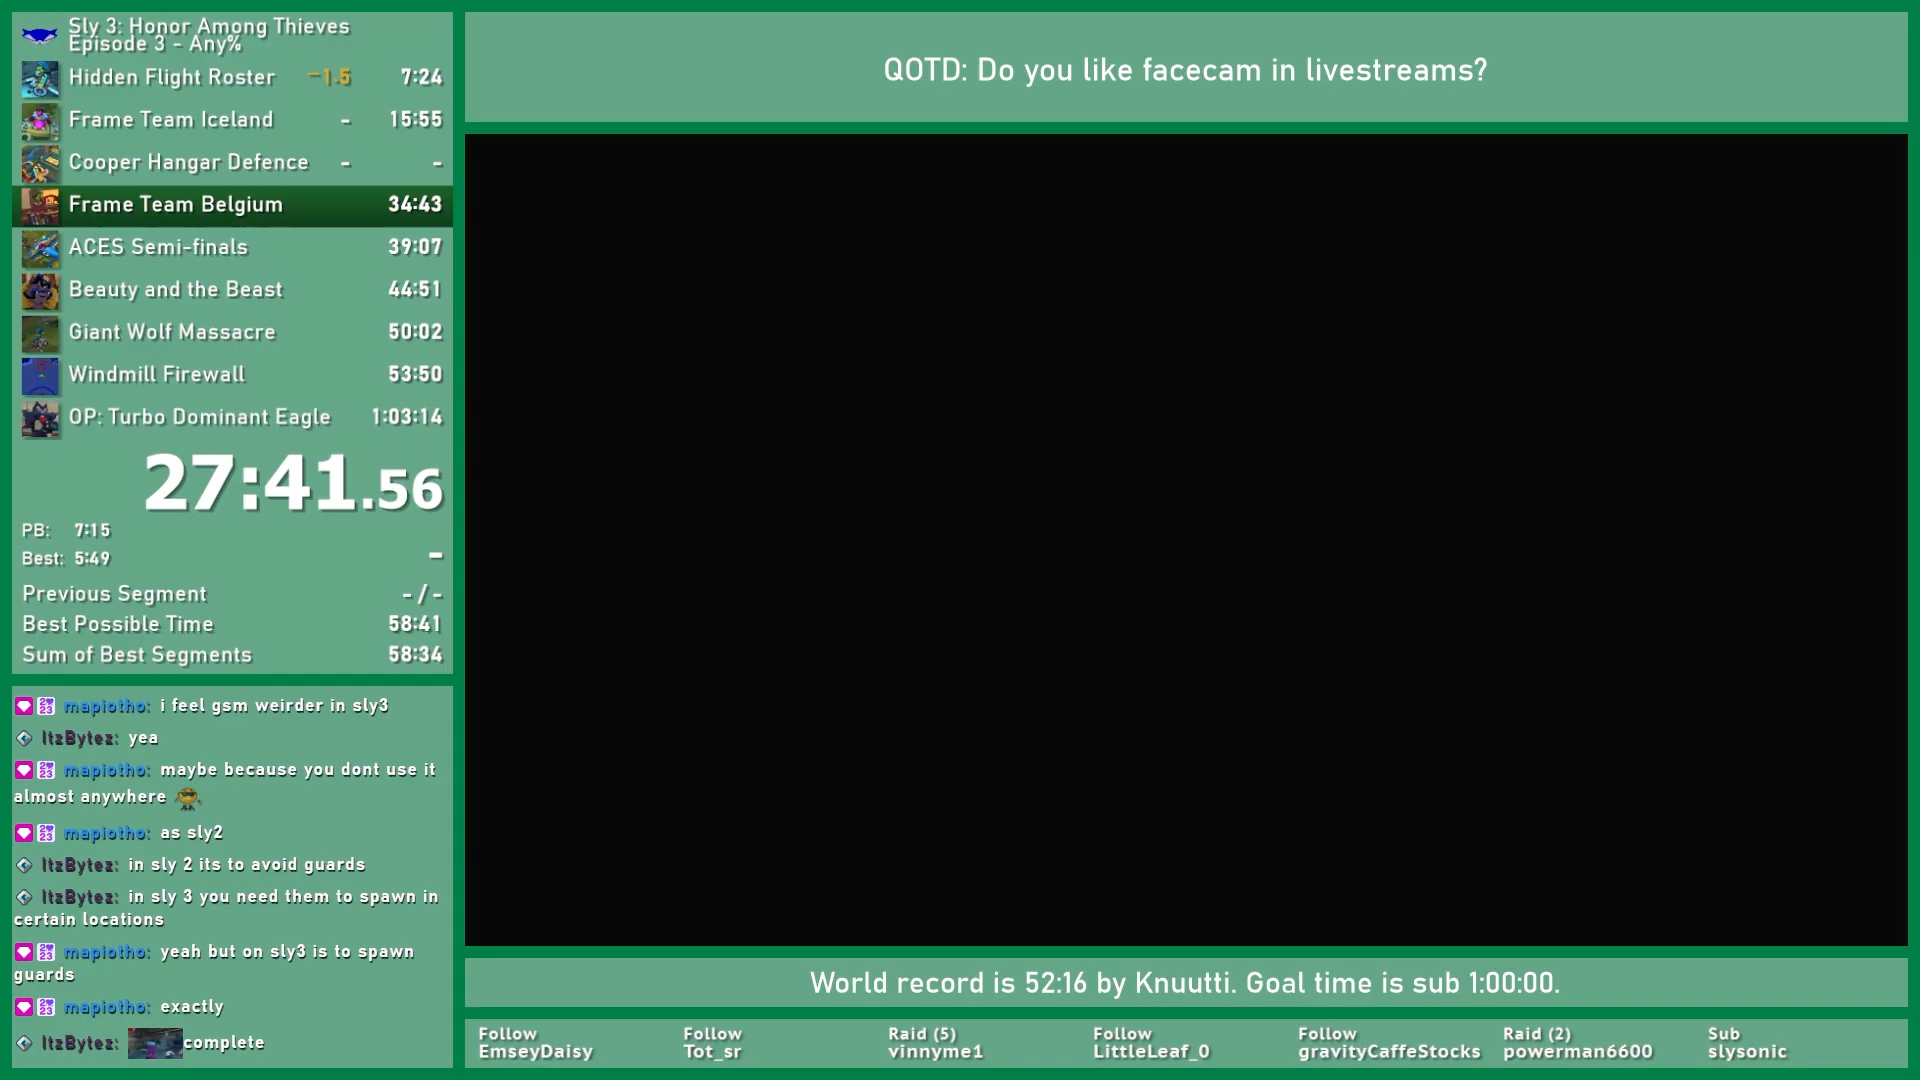 Sly 3: Honor Among Thieves
Episode 3 - Any%
Hidden Flight Roster -1.5 7:24
Frame Team Iceland - 15:55
Cooper Hangar Defence - -
Frame Team Belgium 34:43
ACES Semi-finals 39:07
Beauty and the Beast 44:51
Giant Wolf Massacre 50:02
Windmill Firewall 53:50
OP: Turbo Dominant Eagle 1:03:14
27:41.56
PB: 7:15
Best: 5:49 -
Previous Segment - / -
Best Possible Time 58:41
Sum of Best Segments 58:34
mapiotho: i feel gsm weirder in sly3
ItzBytez: yea
mapiotho: maybe because you dont use it
almost anywhere
mapiotho: as sly2
ItzBytez: in sly 2 its to avoid guards
ItzBytez: in sly 3 you need them to spawn in
certain locations
mapiotho: yeah but on sly3 is to spawn
guards
mapiotho: exactly
ItzBytez: complete
QOTD: Do you like facecam in livestreams?
World record is 52:16 by Knuutti. Goal time is sub 1:00:00.
Follow Follow Raid (5) Follow Follow Raid (2) Sub
EmseyDaisy Tot_sr vinnyme1 LittleLeaf_0 gravityCaffeStocks powerman6600 slysonic